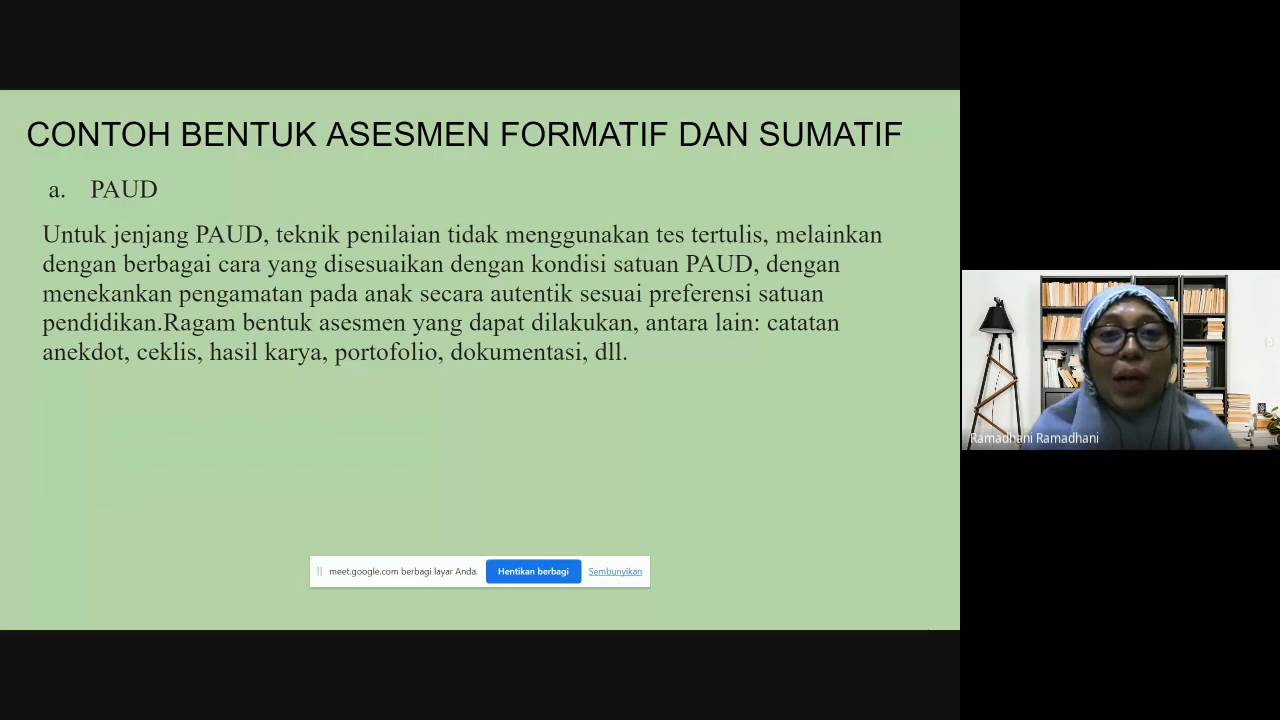 CONTOH BENTUK ASESMEN FORMATIF DAN SUMATIF
a. PAUD
Untuk jenjang PAUD, teknik penilaian tidak menggunakan tes tertulis, melainkan
dengan berbagai cara yang disesuaikan dengan kondisi satuan PAUD, dengan
menekankan pengamatan pada anak secara autentik sesuai preferensi satuan
pendidikan.Ragam bentuk asesmen yang dapat dilakukan, antara lain: catatan
anekdot, ceklis, hasil karya, portofolio, dokumentasi, dll.
meet.google.com berbagi layar Anda. Hentikan berbagi Sembunyikan
Ramadhani Ramadhani